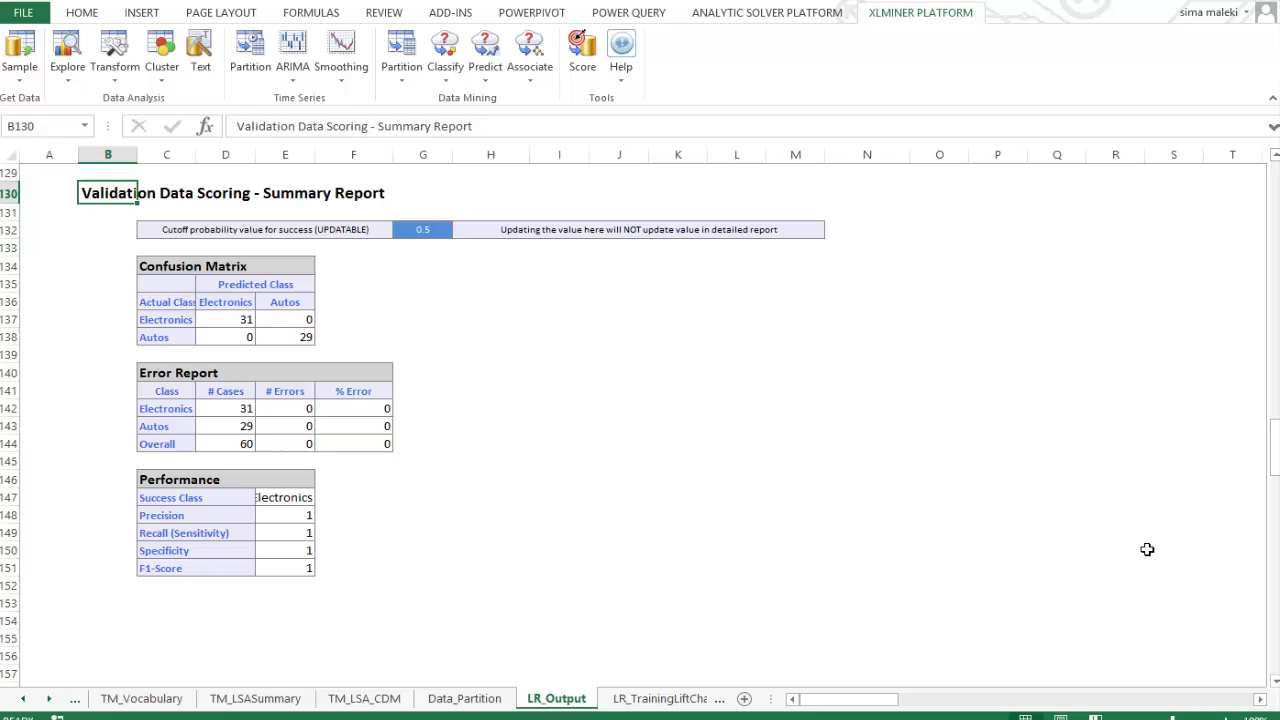 FILE HOME INSERT PAGE LAYOUT FORMULAS REVIEW ADD-INS POWERPIVOT POWER QUERY ANALYTIC SOLVER PLATFORM XLMINER PLATFORM sima maleki
Sample Explore Transform Cluster Text Partition ARIMA Smoothing Partition Classify Predict Associate Score Help
Get Data Data Analysis Time Series Data Mining Tools
B130 fx Validation Data Scoring - Summary Report
A B C D E F G H I J K L M N O P Q R S T
129
130 Validation Data Scoring - Summary Report
131
132 Cutoff probability value for success (UPDATABLE) 0.5 Updating the value here will NOT update value in detailed report
133
134 Confusion Matrix
135 Predicted Class
136 Actual Class Electronics Autos
137 Electronics 31 0
138 Autos 0 29
139
140 Error Report
141 Class # Cases # Errors % Error
142 Electronics 31 0 0
143 Autos 29 0 0
144 Overall 60 0 0
145
146 Performance
147 Success Class Electronics
148 Precision 1
149 Recall (Sensitivity) 1
150 Specificity 1
151 F1-Score 1
152
153
154
155
156
157
... TM_Vocabulary TM_LSASummary TM_LSA_CDM Data_Partition LR_Output LR_TrainingLiftCha ...